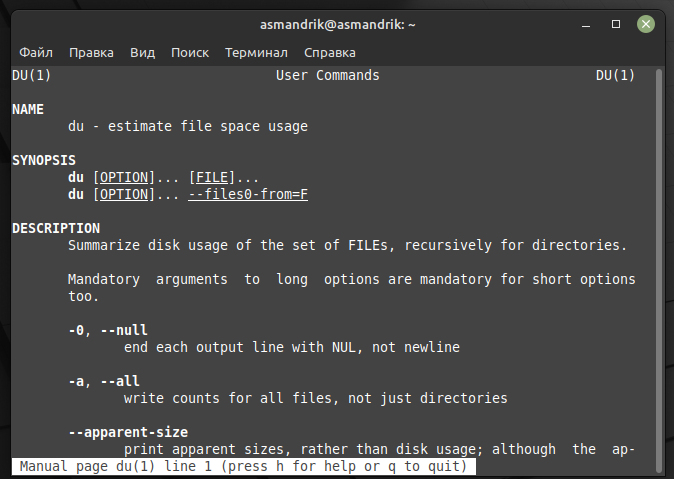 asmandrik@asmandrik: ~
Файл Правка Вид Поиск Терминал Справка
DU(1) User Commands DU(1)
NAME
du - estimate file space usage
SYNOPSIS
du [OPTION]... [FILE]...
du [OPTION]... --files0-from=F
DESCRIPTION
Summarize disk usage of the set of FILEs, recursively for directories.
Mandatory arguments to long options are mandatory for short options
too.
-0, --null
end each output line with NUL, not newline
-a, --all
write counts for all files, not just directories
--apparent-size
print apparent sizes, rather than disk usage; although the ap-
Manual page du(1) line 1 (press h for help or q to quit)